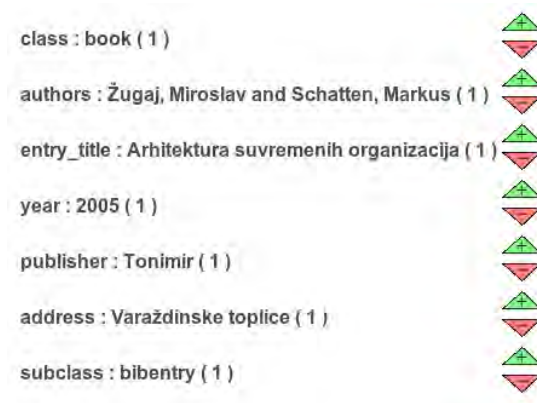 class : book ( 1 )
authors : Žugaj, Miroslav and Schatten, Markus ( 1 )
entry_title : Arhitektura suvremenih organizacija ( 1 )
year : 2005 ( 1 )
publisher : Tonimir ( 1 )
address : Varaždinske toplice ( 1 )
subclass : bibentry ( 1 )